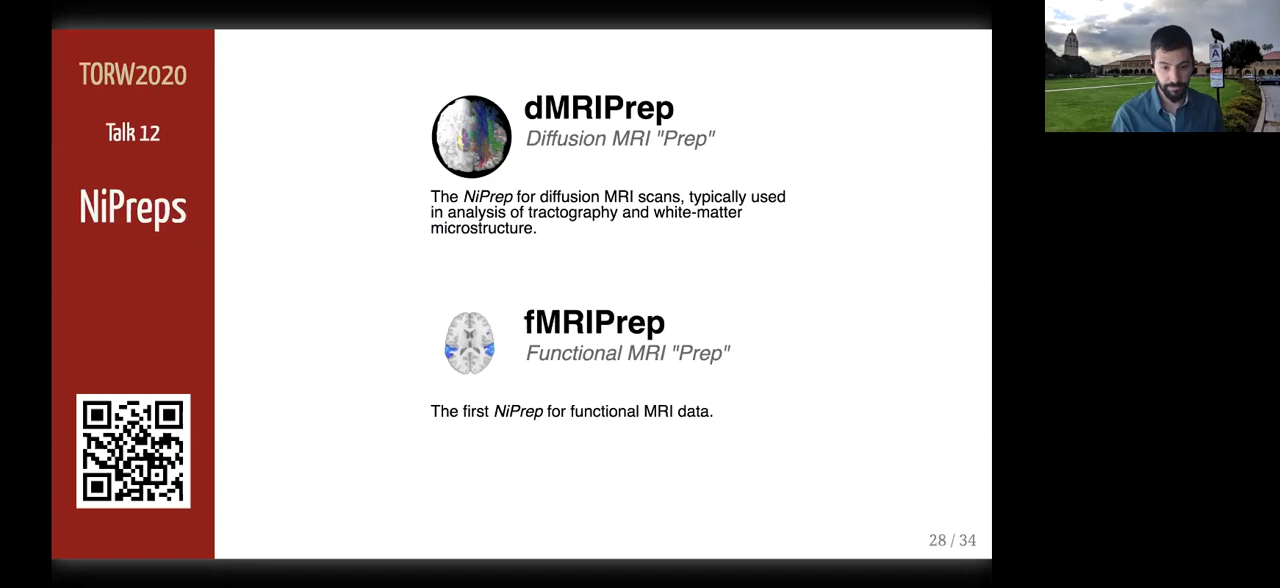 TORW2020
Talk 12
NiPreps
dMRIPrep
Diffusion MRI "Prep"
The NiPrep for diffusion MRI scans, typically used
in analysis of tractography and white-matter
microstructure.
fMRIPrep
Functional MRI "Prep"
The first NiPrep for functional MRI data.
28 / 34
A